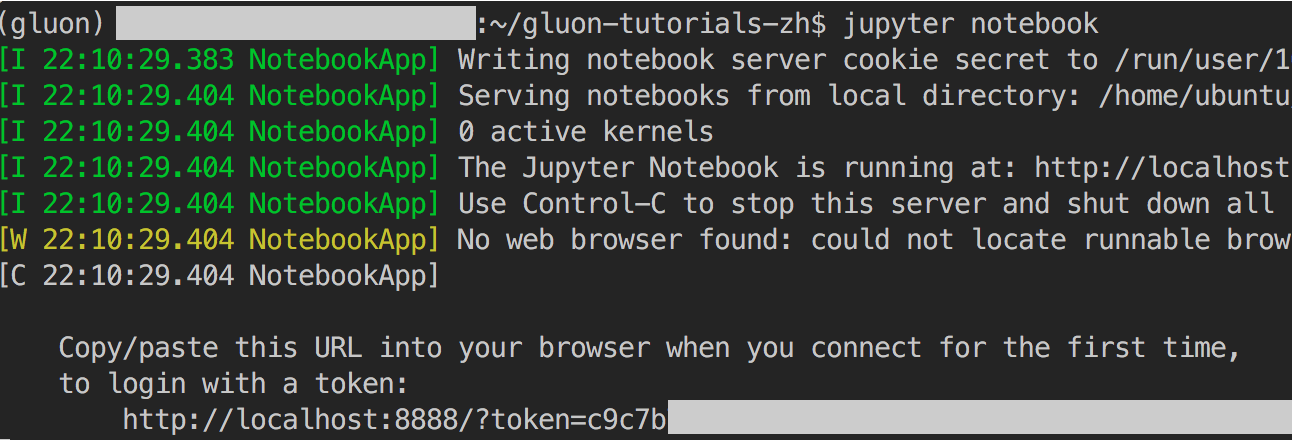 (gluon) :~/gluon-tutorials-zh$ jupyter notebook
[I 22:10:29.383 NotebookApp] Writing notebook server cookie secret to /run/user/1
[I 22:10:29.404 NotebookApp] Serving notebooks from local directory: /home/ubuntu
[I 22:10:29.404 NotebookApp] 0 active kernels
[I 22:10:29.404 NotebookApp] The Jupyter Notebook is running at: http://localhost
[I 22:10:29.404 NotebookApp] Use Control-C to stop this server and shut down all
[W 22:10:29.404 NotebookApp] No web browser found: could not locate runnable brow
[C 22:10:29.404 NotebookApp]
Copy/paste this URL into your browser when you connect for the first time,
to login with a token:
http://localhost:8888/?token=c9c7b